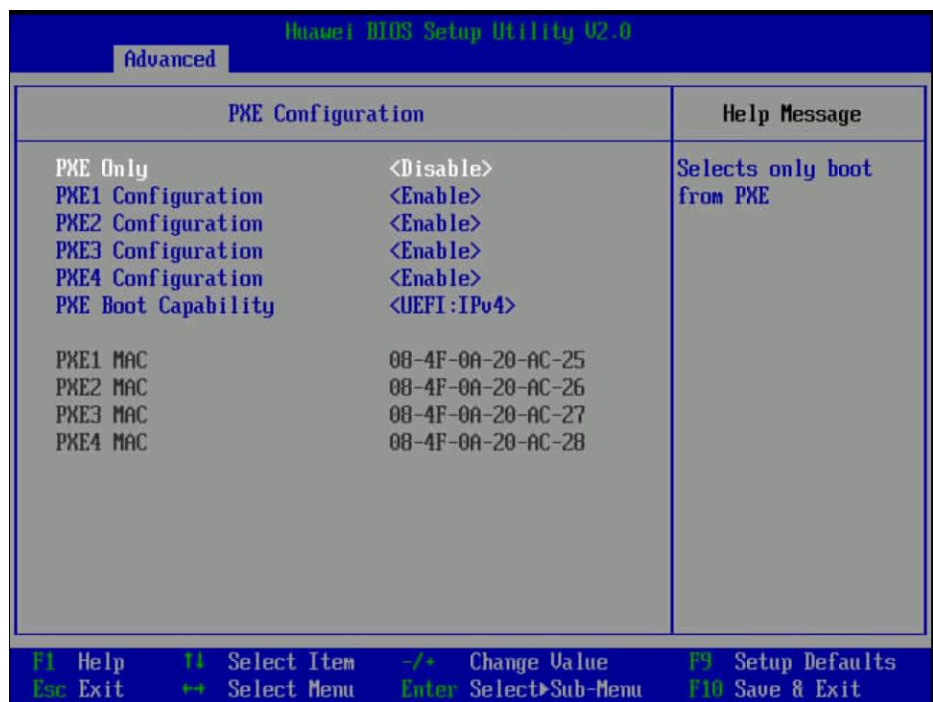 Huawei BIOS Setup Utility V2.0
Advanced
PXE Configuration
Help Message
PXE Only <Disable>
PXE1 Configuration <Enable>
PXE2 Configuration <Enable>
PXE3 Configuration <Enable>
PXE4 Configuration <Enable>
PXE Boot Capability <UEFI:IPv4>
PXE1 MAC 08-4F-0A-20-AC-25
PXE2 MAC 08-4F-0A-20-AC-26
PXE3 MAC 08-4F-0A-20-AC-27
PXE4 MAC 08-4F-0A-20-AC-28
Selects only boot
from PXE
F1 Help ↑↓ Select Item -/+ Change Value F9 Setup Defaults
Esc Exit ←→ Select Menu Enter Select▶Sub-Menu F10 Save & Exit